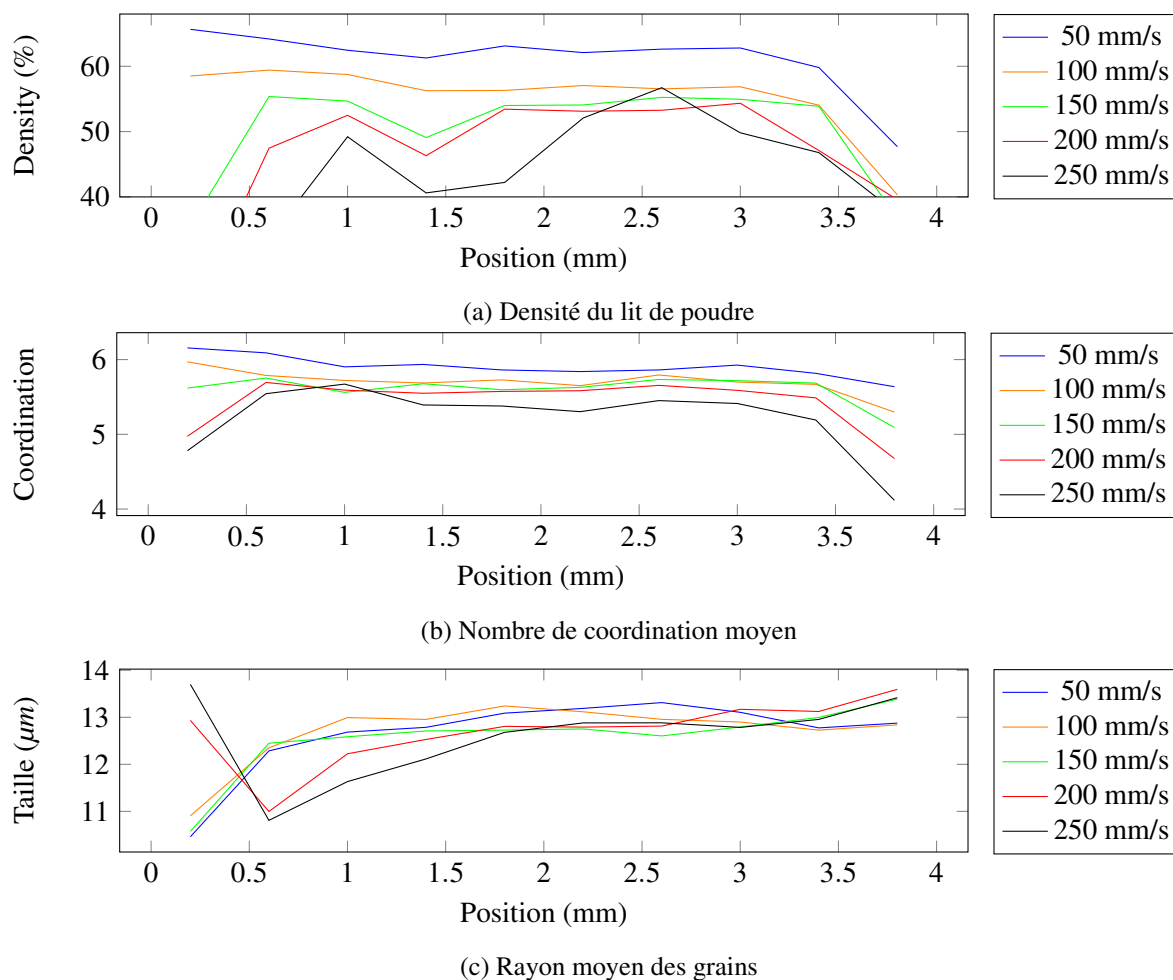 60
50
40
0 0.5 1 1.5 2 2.5 3 3.5 4
Position (mm)
Density (%)
50 mm/s
100 mm/s
150 mm/s
200 mm/s
250 mm/s
(a) Densité du lit de poudre
6
5
4
0 0.5 1 1.5 2 2.5 3 3.5 4
Position (mm)
Coordination
50 mm/s
100 mm/s
150 mm/s
200 mm/s
250 mm/s
(b) Nombre de coordination moyen
14
13
12
11
0 0.5 1 1.5 2 2.5 3 3.5 4
Position (mm)
Taille (μm)
50 mm/s
100 mm/s
150 mm/s
200 mm/s
250 mm/s
(c) Rayon moyen des grains